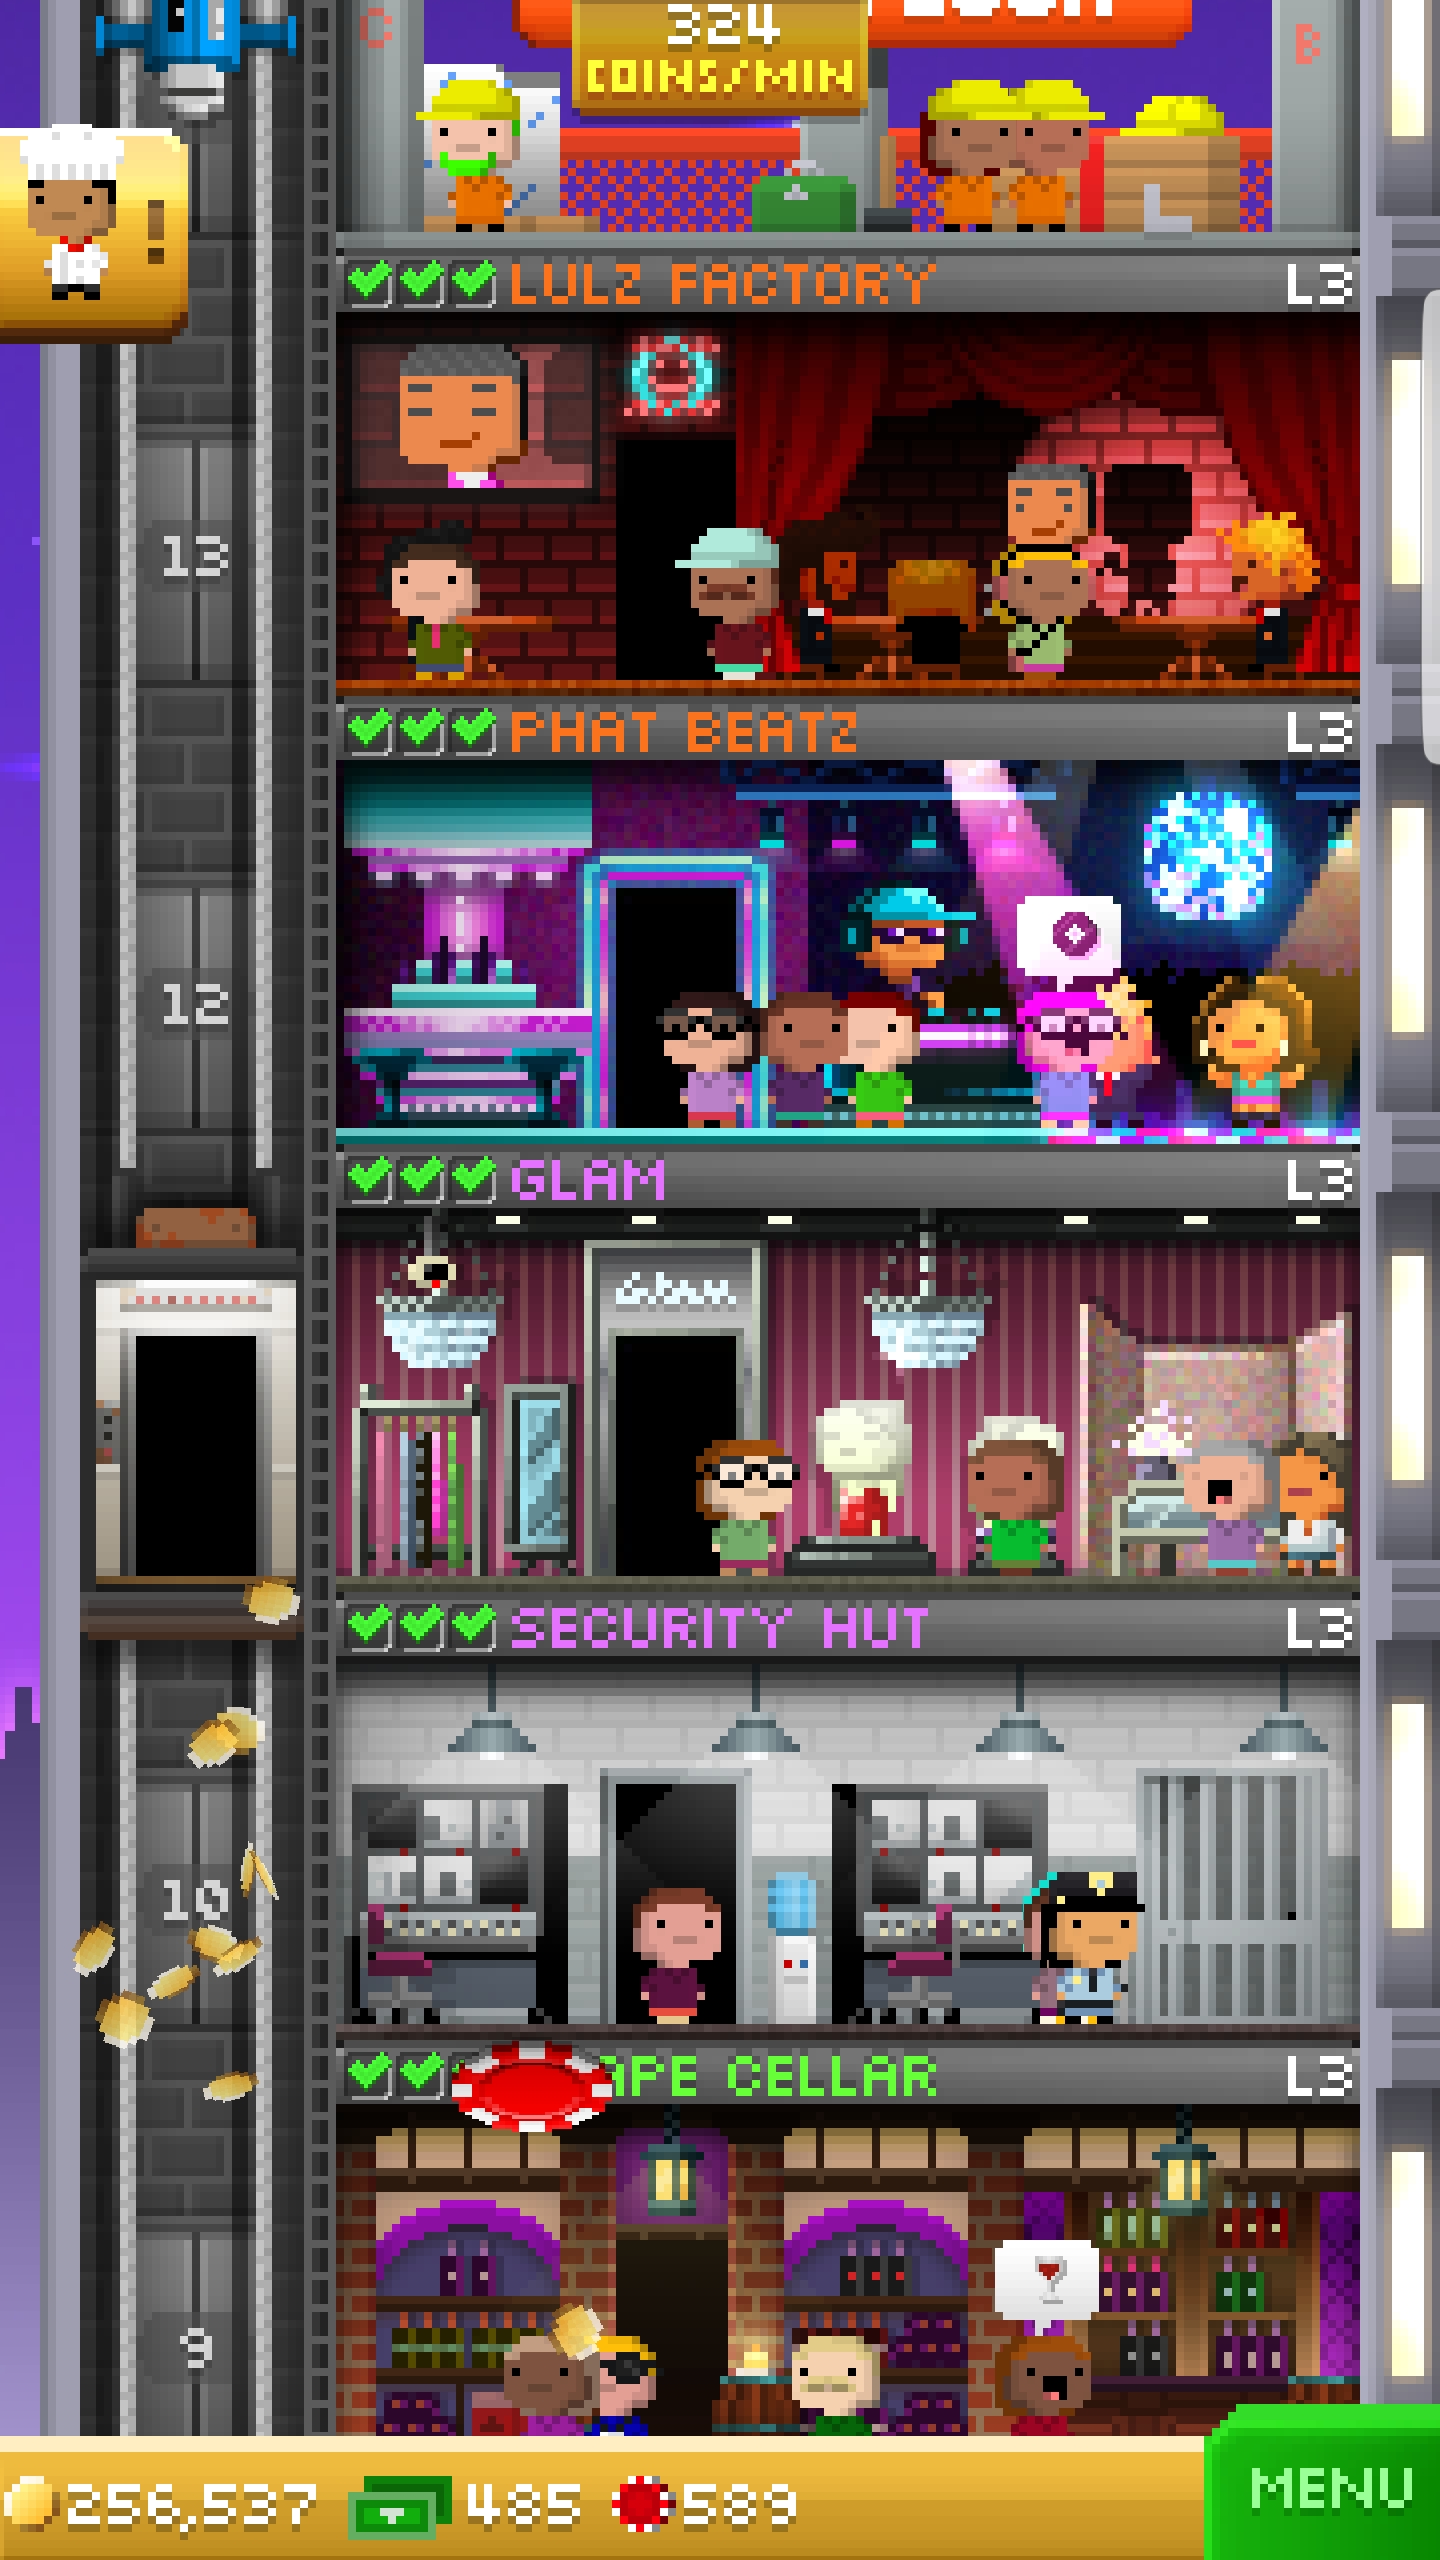 C
324
B
COINS/MIN
!
LULZ FACTORY L3
13
PHAT BEATZ L3
12
GLAM L3
Glam
SECURITY HUT L3
10
APE CELLAR L3
9
256,537 485 589
MENU